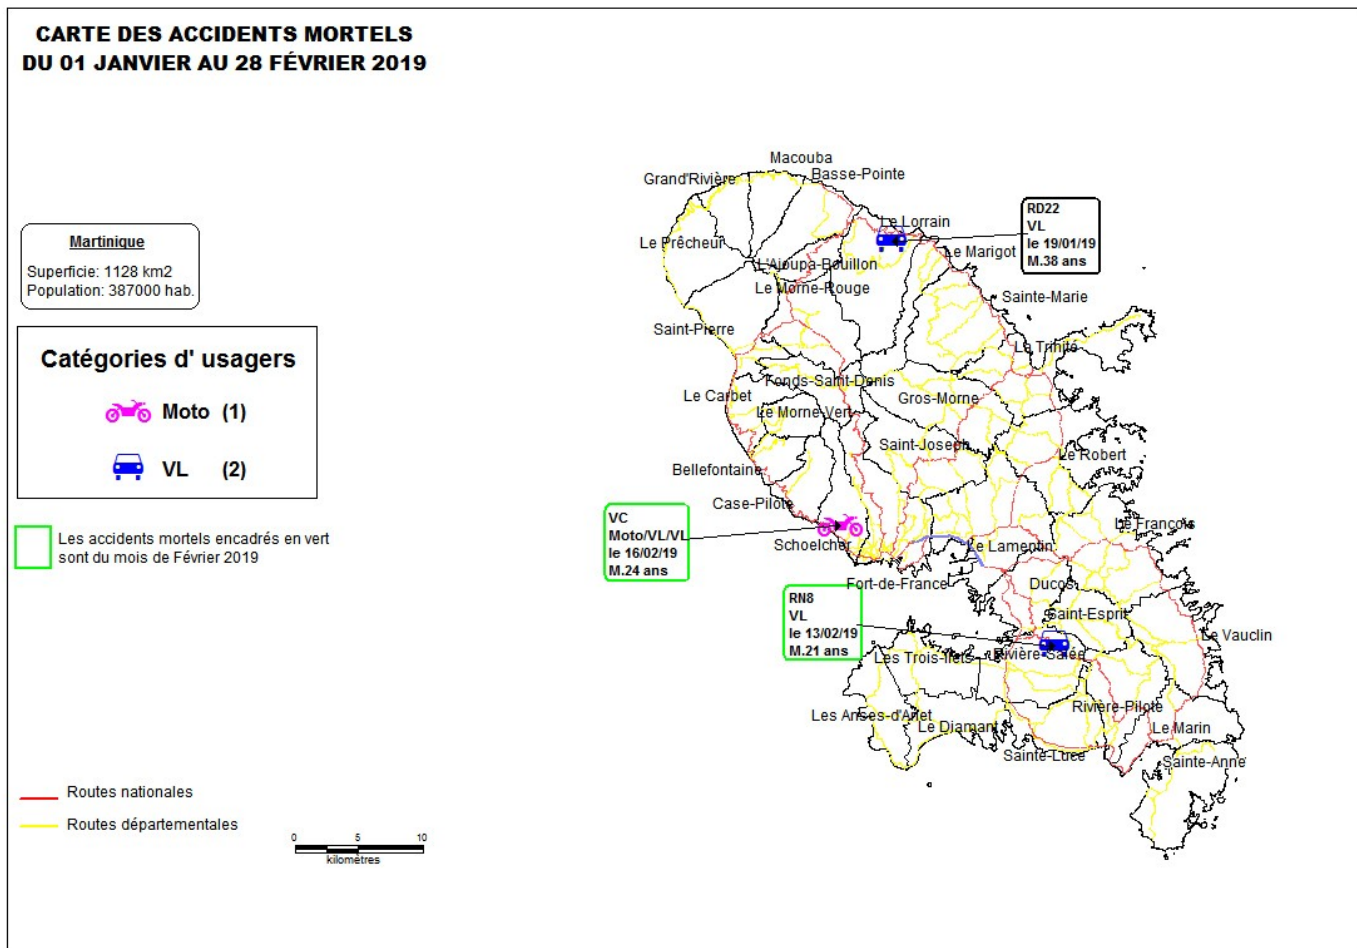 CARTE DES ACCIDENTS MORTELS
DU 01 JANVIER AU 28 FÉVRIER 2019
Martinique
Superficie: 1128 km2
Population: 387000 hab.
Catégories d' usagers
Moto (1)
VL (2)
Les accidents mortels encadrés en vert
sont du mois de Février 2019
Routes nationales
Routes départementales
0 5 10
kilomètres
Macouba
Basse-Pointe
Grand'Rivière
Le Lorrain
RD22
VL
le 19/01/19
M.38 ans
Le Prêcheur
Le Marigot
L'Ajoupa-Bouillon
Le Morne-Rouge
Sainte-Marie
Saint-Pierre
La Trinité
Fonds-Saint-Denis
Le Carbet
Gros-Morne
Le Morne-Vert
Saint-Joseph
Le Robert
Bellefontaine
Case-Pilote
VC
Moto/VL/VL
le 16/02/19
M.24 ans
Le François
Schoelcher
Le Lamentin
Fort-de-France
Ducos
RN8
VL
le 13/02/19
M.21 ans
Saint-Esprit
Le Vauclin
Les Trois-Ilets
Rivière-Salée
Rivière-Pilote
Les Anses-d'Arlet
Le Diamant
Le Marin
Sainte-Luce
Sainte-Anne